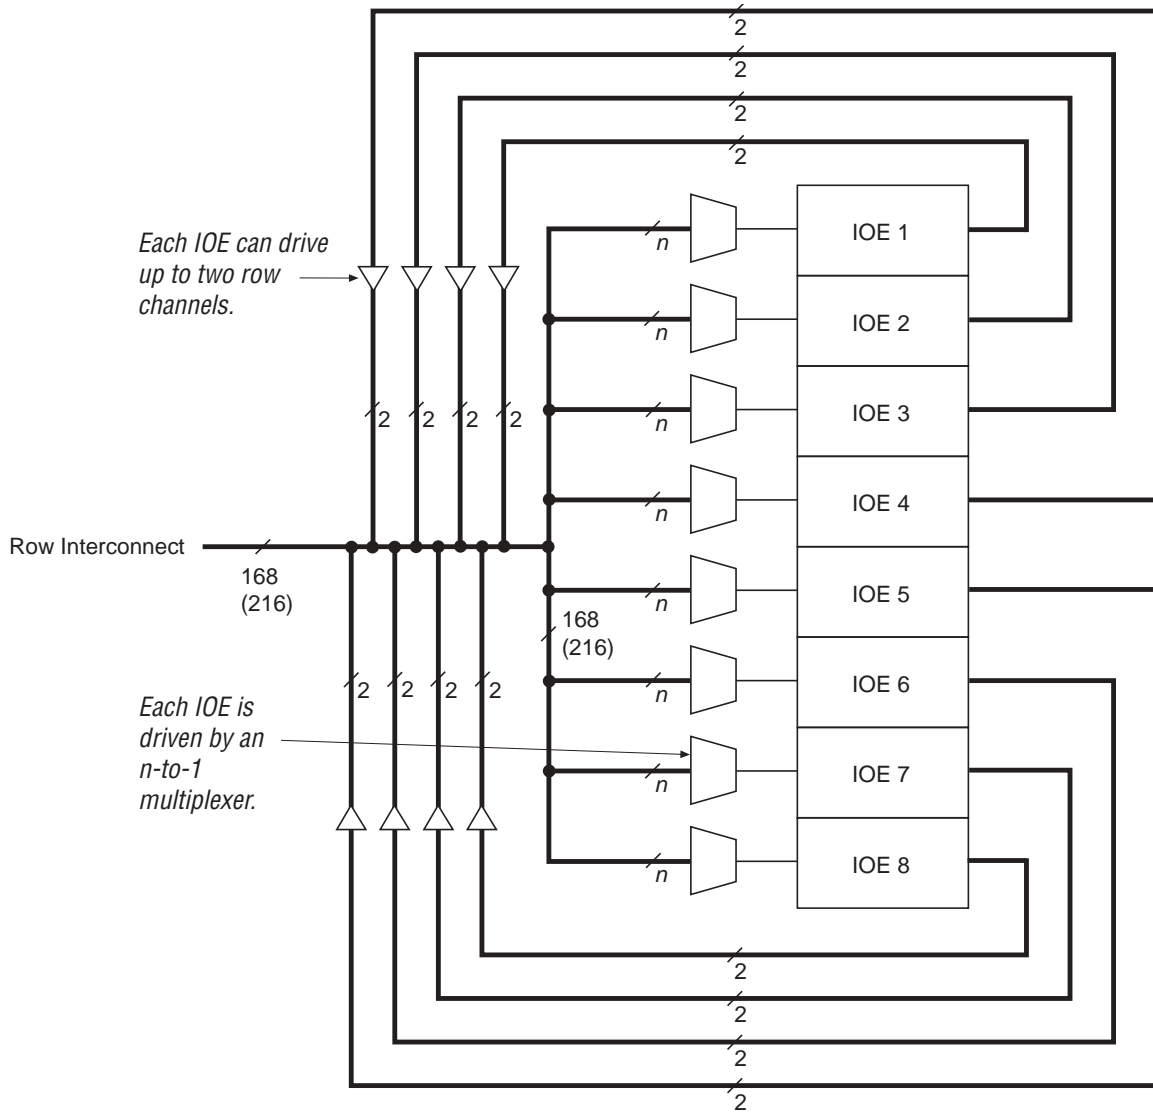 2
2
2
2
Each IOE can drive
up to two row
channels.
n
IOE 1
n
IOE 2
2
2
2
2
n
IOE 3
n
IOE 4
Row Interconnect
168
(216)
n
IOE 5
168
(216)
2
2
2
2
n
IOE 6
Each IOE is
driven by an
n-to-1
multiplexer.
n
IOE 7
n
IOE 8
2
2
2
2